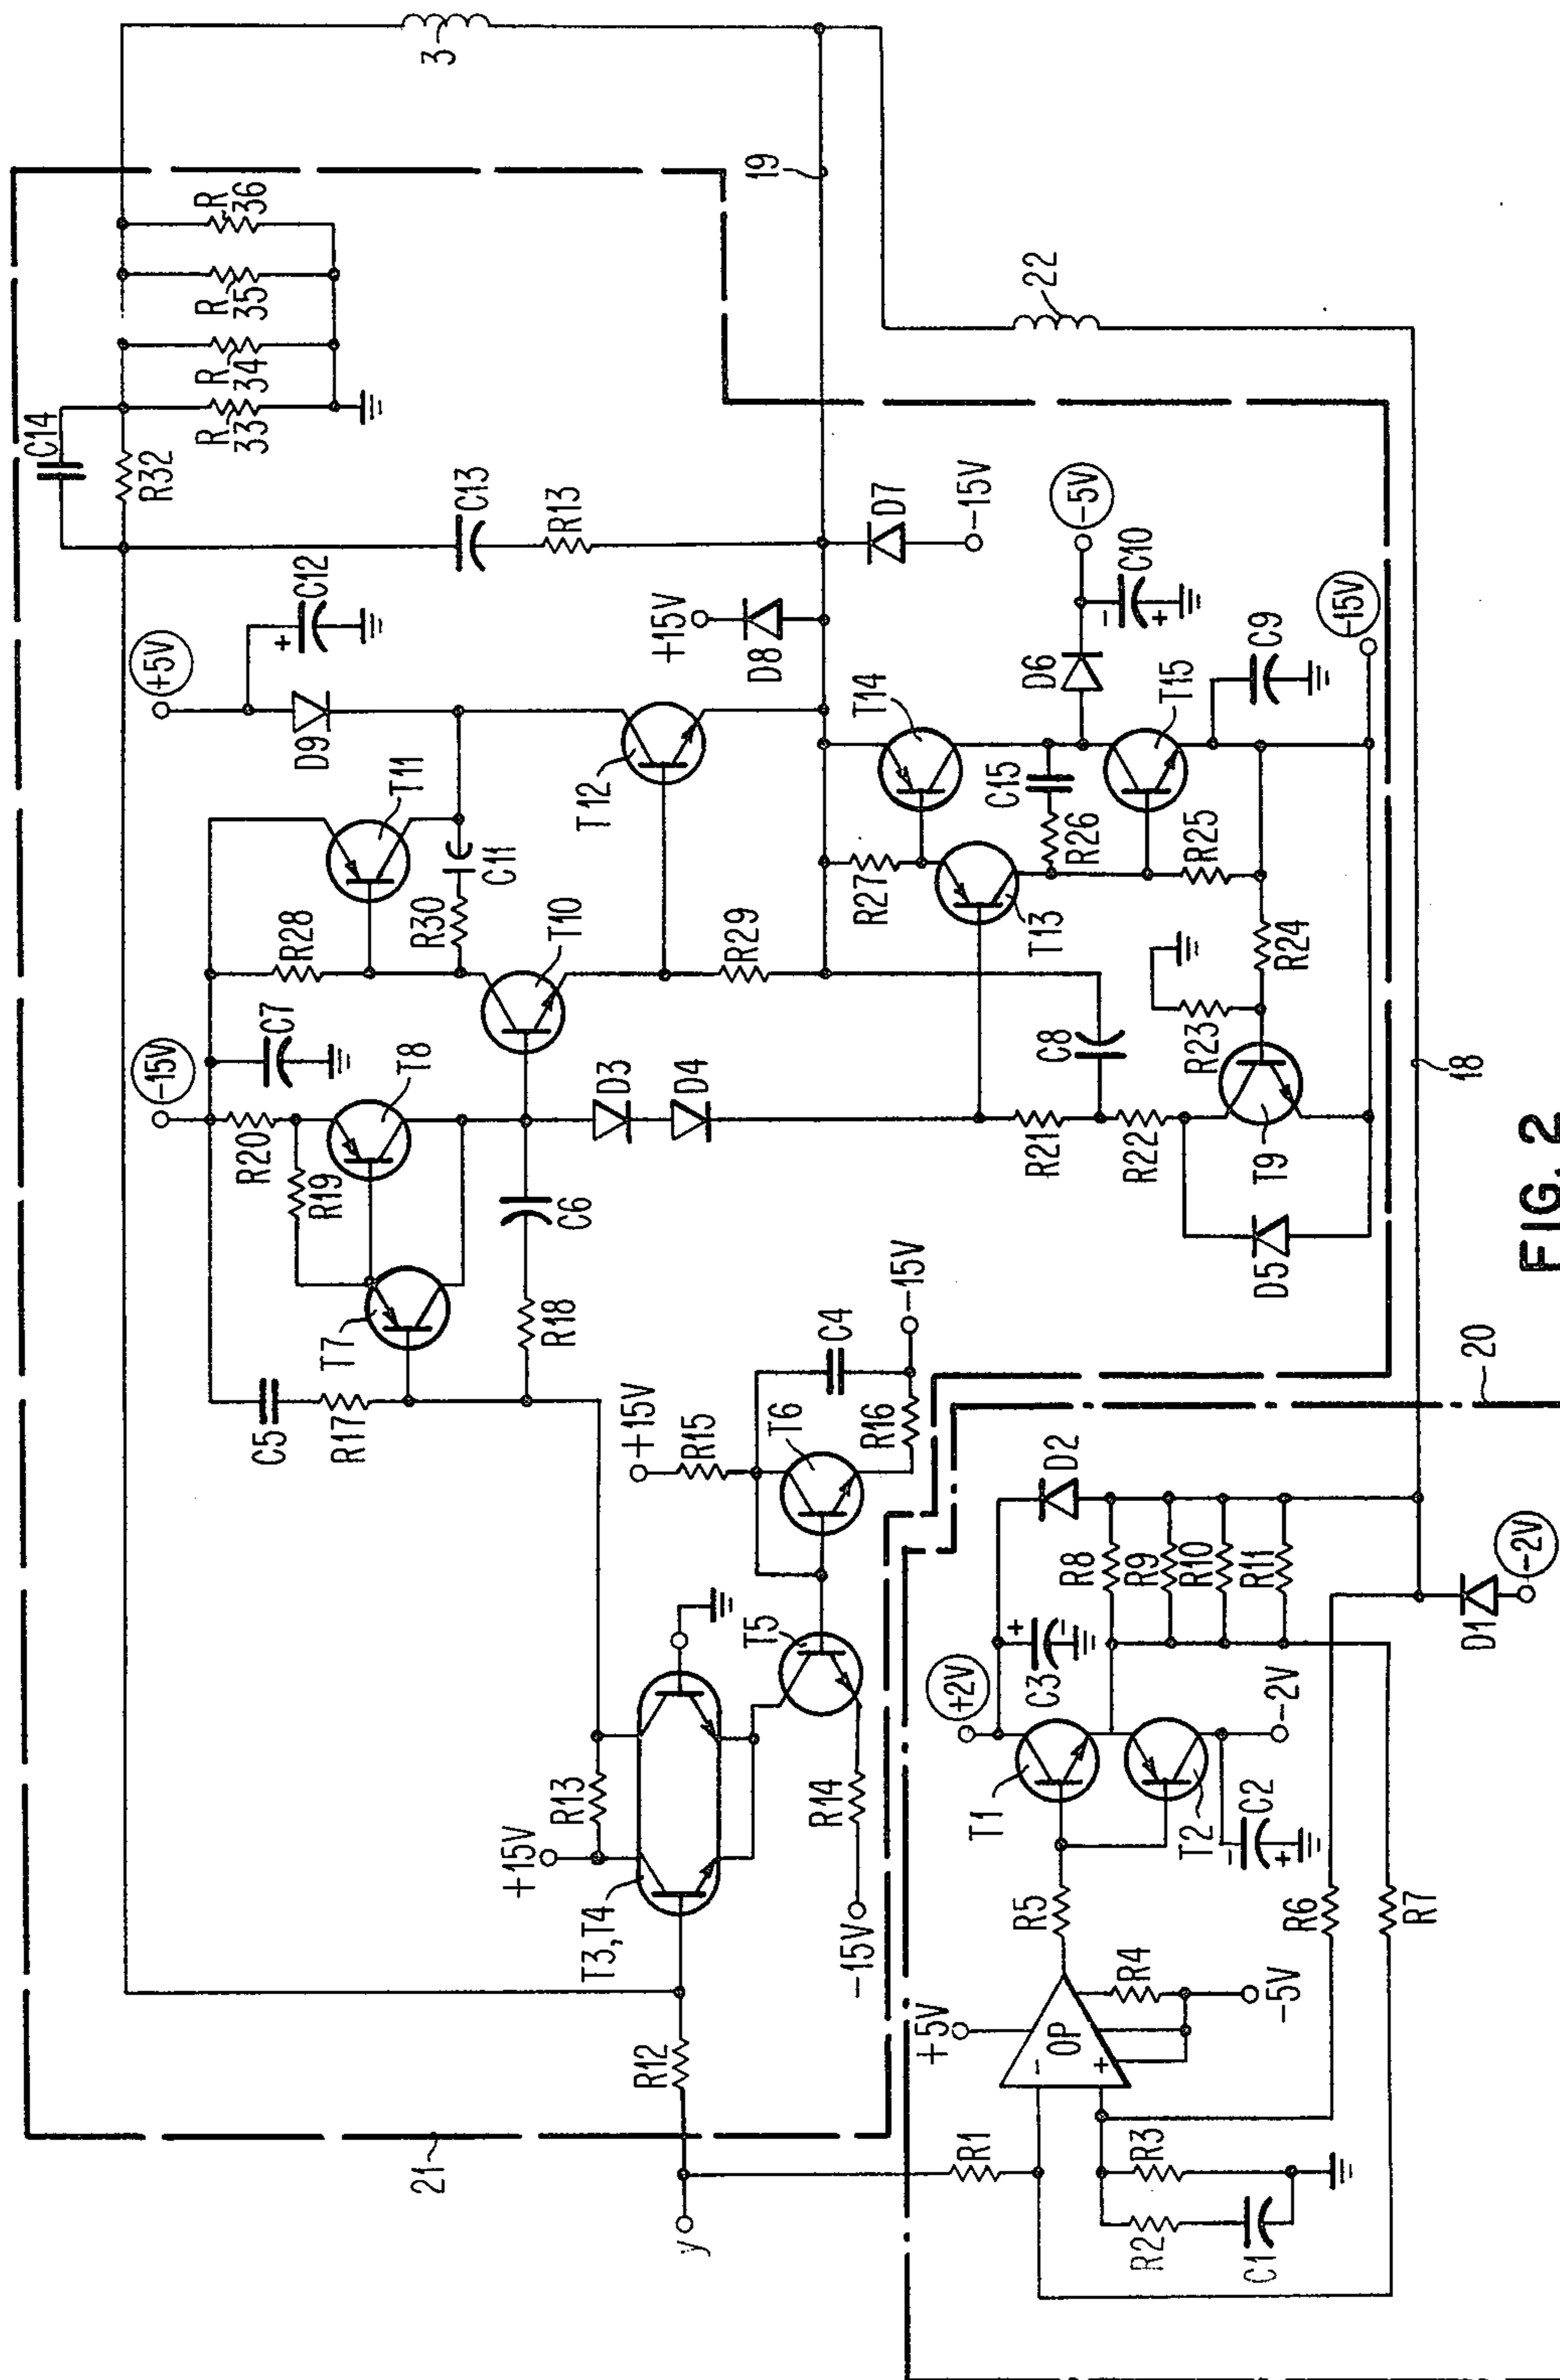 C14
R32
R 33
R 34
R 35
R 36
3
19
+5V
C12
C13
R13
D9
+15V
D8
D7
-15V
T11
C11
T12
R28
R30
T10
R29
-15V
C7
T8
R20
R19
D3
D4
C6
T7
R18
C5
R17
T14
D6
-5V
C10
C15
T15
C9
-15V
R27
R26
R25
T13
R24
R23
C8
R21
R22
T9
D5
22
18
+15V
R15
T6
C4
-15V
R16
T5
R14
-15V
+15V
R13
T3,T4
R12
y
21
20
D2
R8
R9
R10
R11
+2V
C3
+
-
T1
T2
-2V
C2
-
+
D1
-2V
R5
R4
+5V
OP
-
+
-5V
R6
R7
R1
R3
R2
C1
FIG. 2